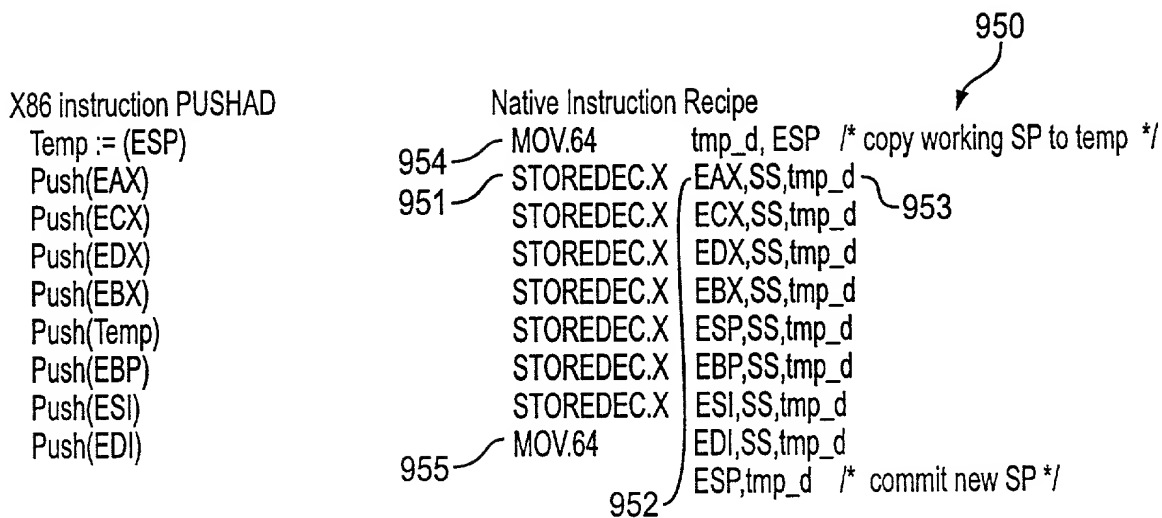 950
X86 instruction PUSHAD Native Instruction Recipe
Temp := (ESP) 954 MOV.64 tmp_d, ESP /* copy working SP to temp */
Push(EAX) 951 STOREDEC.X EAX,SS,tmp_d 953
Push(ECX) STOREDEC.X ECX,SS,tmp_d
Push(EDX) STOREDEC.X EDX,SS,tmp_d
Push(EBX) STOREDEC.X EBX,SS,tmp_d
Push(Temp) STOREDEC.X ESP,SS,tmp_d
Push(EBP) STOREDEC.X EBP,SS,tmp_d
Push(ESI) STOREDEC.X ESI,SS,tmp_d
Push(EDI) 955 MOV.64 EDI,SS,tmp_d
952 ESP,tmp_d /* commit new SP */